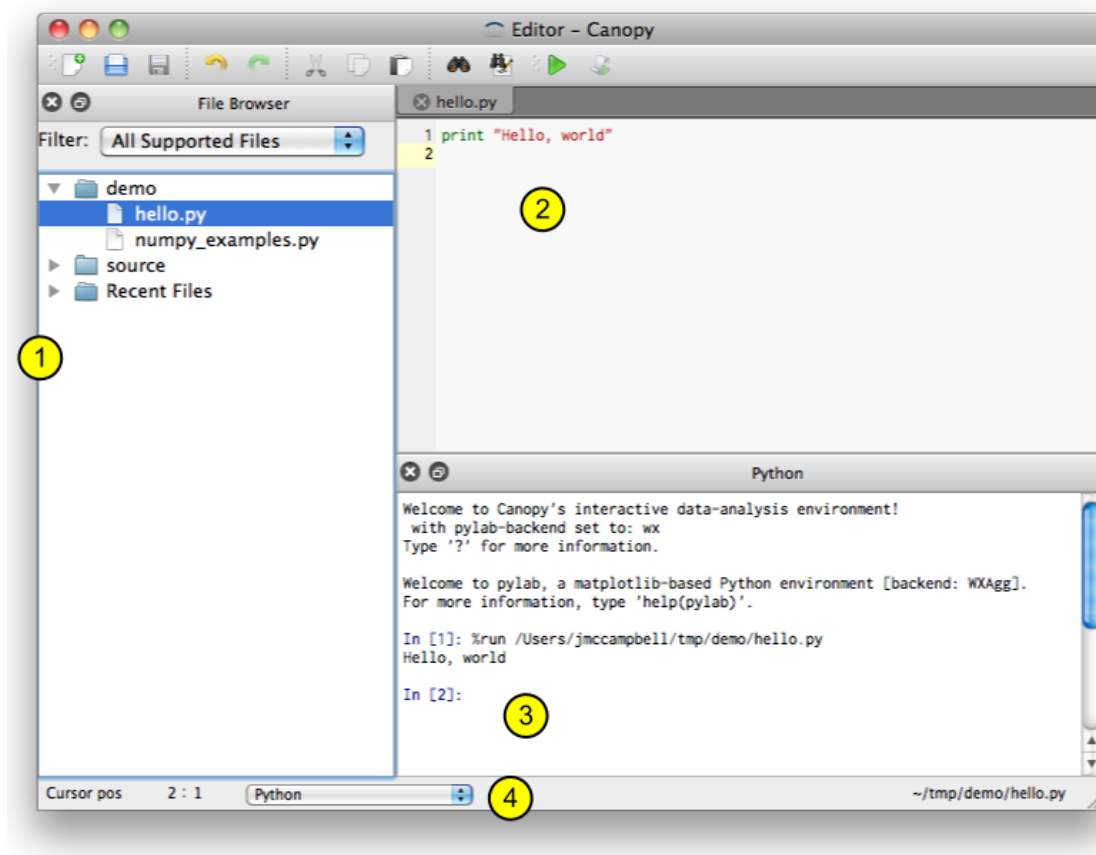 Editor – Canopy
File Browser
Filter: All Supported Files
demo
hello.py
numpy_examples.py
source
Recent Files
1
hello.py
1 print "Hello, world"
2
2
Python
Welcome to Canopy's interactive data-analysis environment!
with pylab-backend set to: wx
Type '?' for more information.
Welcome to pylab, a matplotlib-based Python environment [backend: WXAgg].
For more information, type 'help(pylab)'.
In [1]: %run /Users/jmccampbell/tmp/demo/hello.py
Hello, world
In [2]:
3
Cursor pos 2 : 1 Python 4 ~/tmp/demo/hello.py